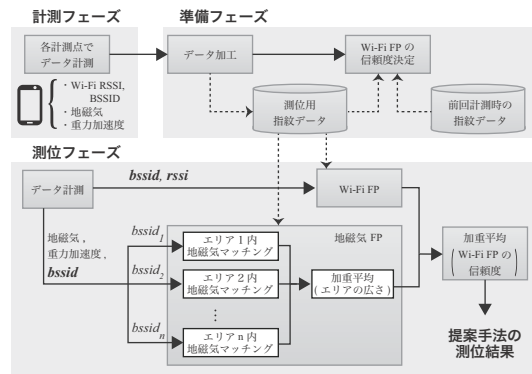 計測フェーズ
準備フェーズ
各計測点で
データ計測
・Wi-Fi RSSI,
BSSID
・地磁気
・重力加速度
データ加工
Wi-Fi FP の
信頼度決定
測位用
指紋データ
前回計測時の
指紋データ
測位フェーズ
データ計測
bssid, rssi
Wi-Fi FP
地磁気 ,
重力加速度 ,
bssid
bssid1
bssid2
bssidn
地磁気 FP
エリア 1 内
地磁気マッチング
エリア 2 内
地磁気マッチング
⋮
エリア n 内
地磁気マッチング
加重平均
( エリアの広さ )
加重平均
( Wi-Fi FP の
信頼度 )
提案手法の
測位結果